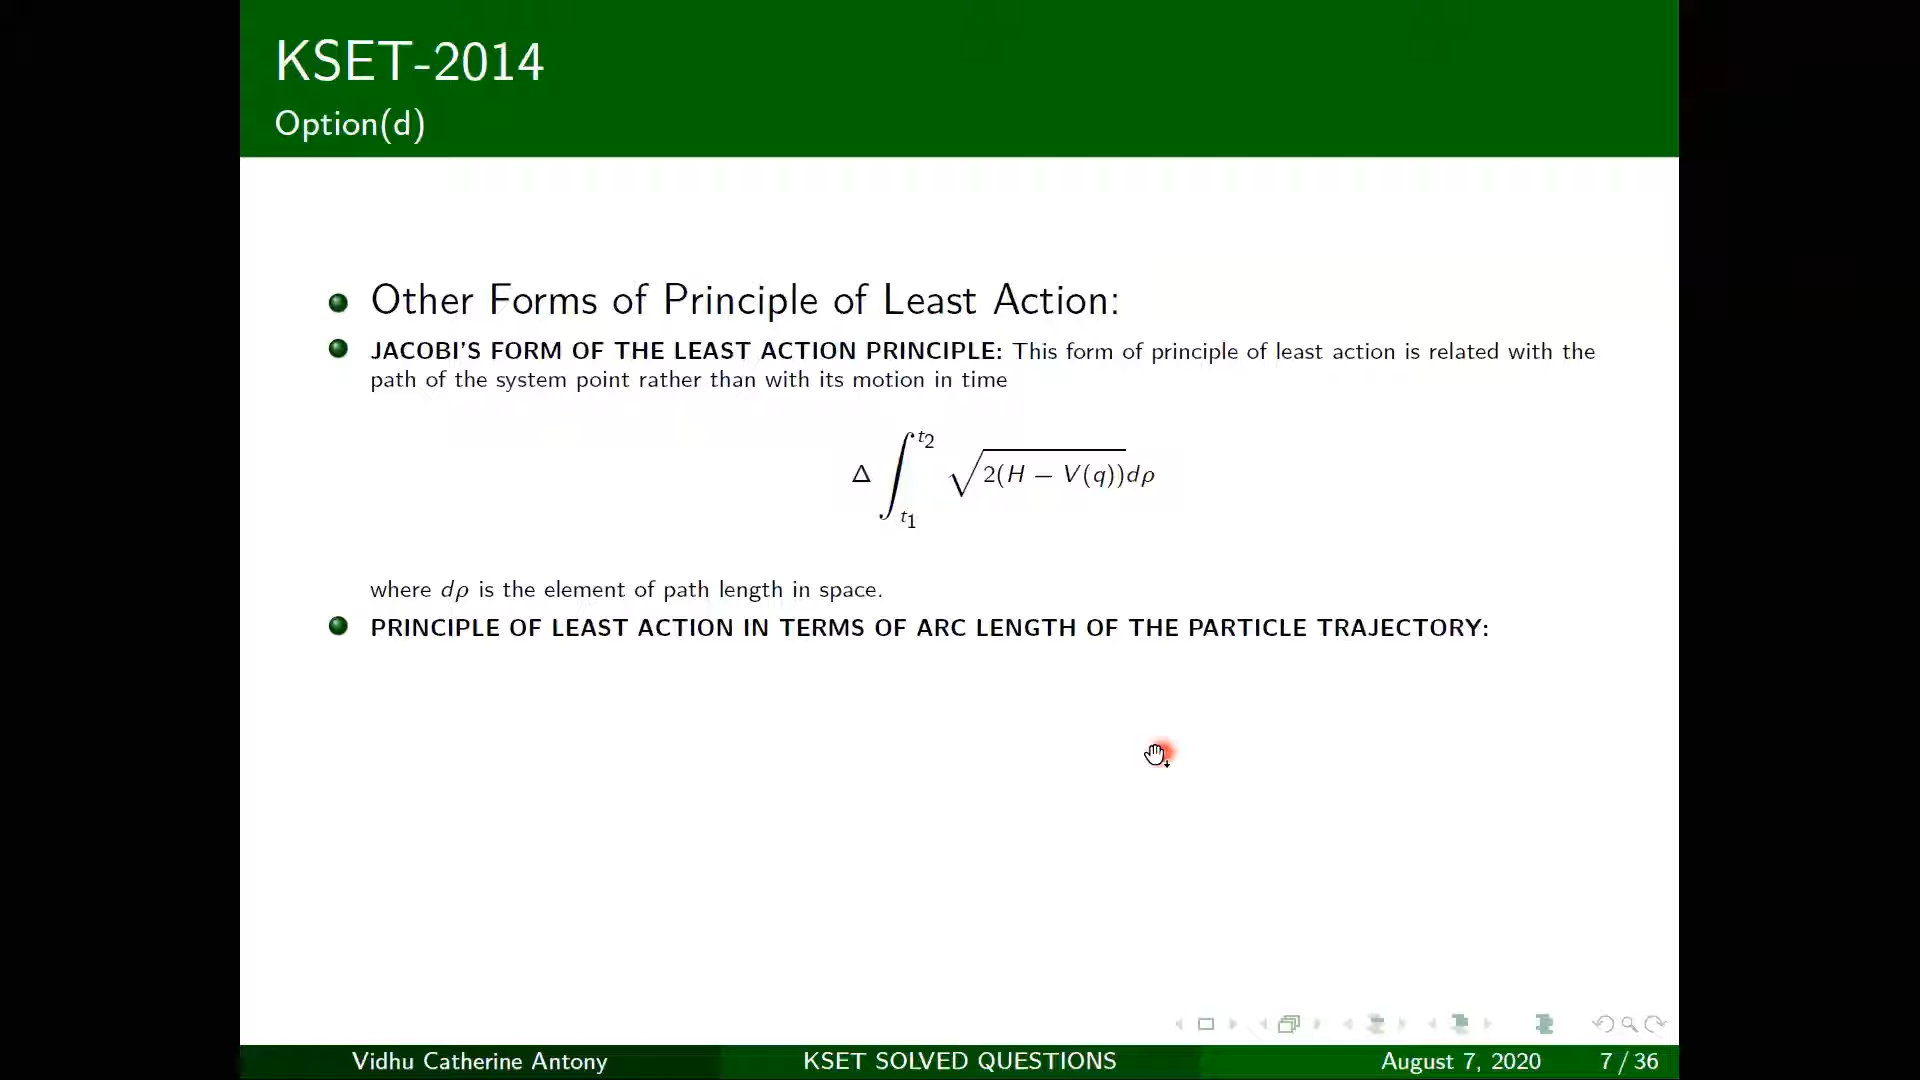 KSET-2014
Option(d)
Other Forms of Principle of Least Action:
JACOBI'S FORM OF THE LEAST ACTION PRINCIPLE: This form of principle of least action is related with the
path of the system point rather than with its motion in time
Δ ∫_{t₁}^{t₂} √(2(H − V(q))) dρ
where dρ is the element of path length in space.
PRINCIPLE OF LEAST ACTION IN TERMS OF ARC LENGTH OF THE PARTICLE TRAJECTORY:
Vidhu Catherine Antony KSET SOLVED QUESTIONS August 7, 2020 7 / 36